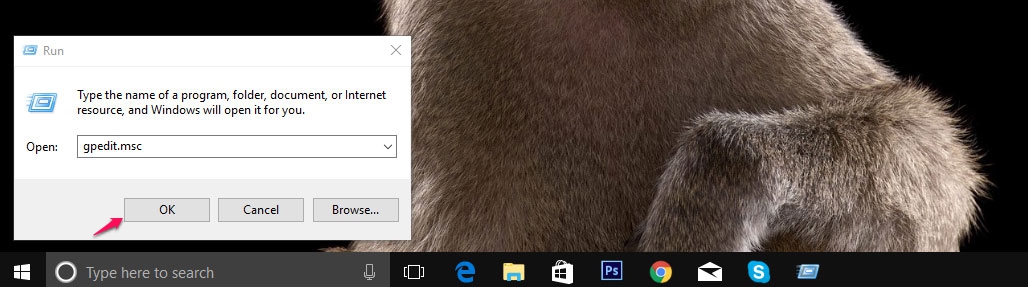 Run
Type the name of a program, folder, document, or Internet
resource, and Windows will open it for you.
Open: gpedit.msc
OK Cancel Browse...
Type here to search Ps